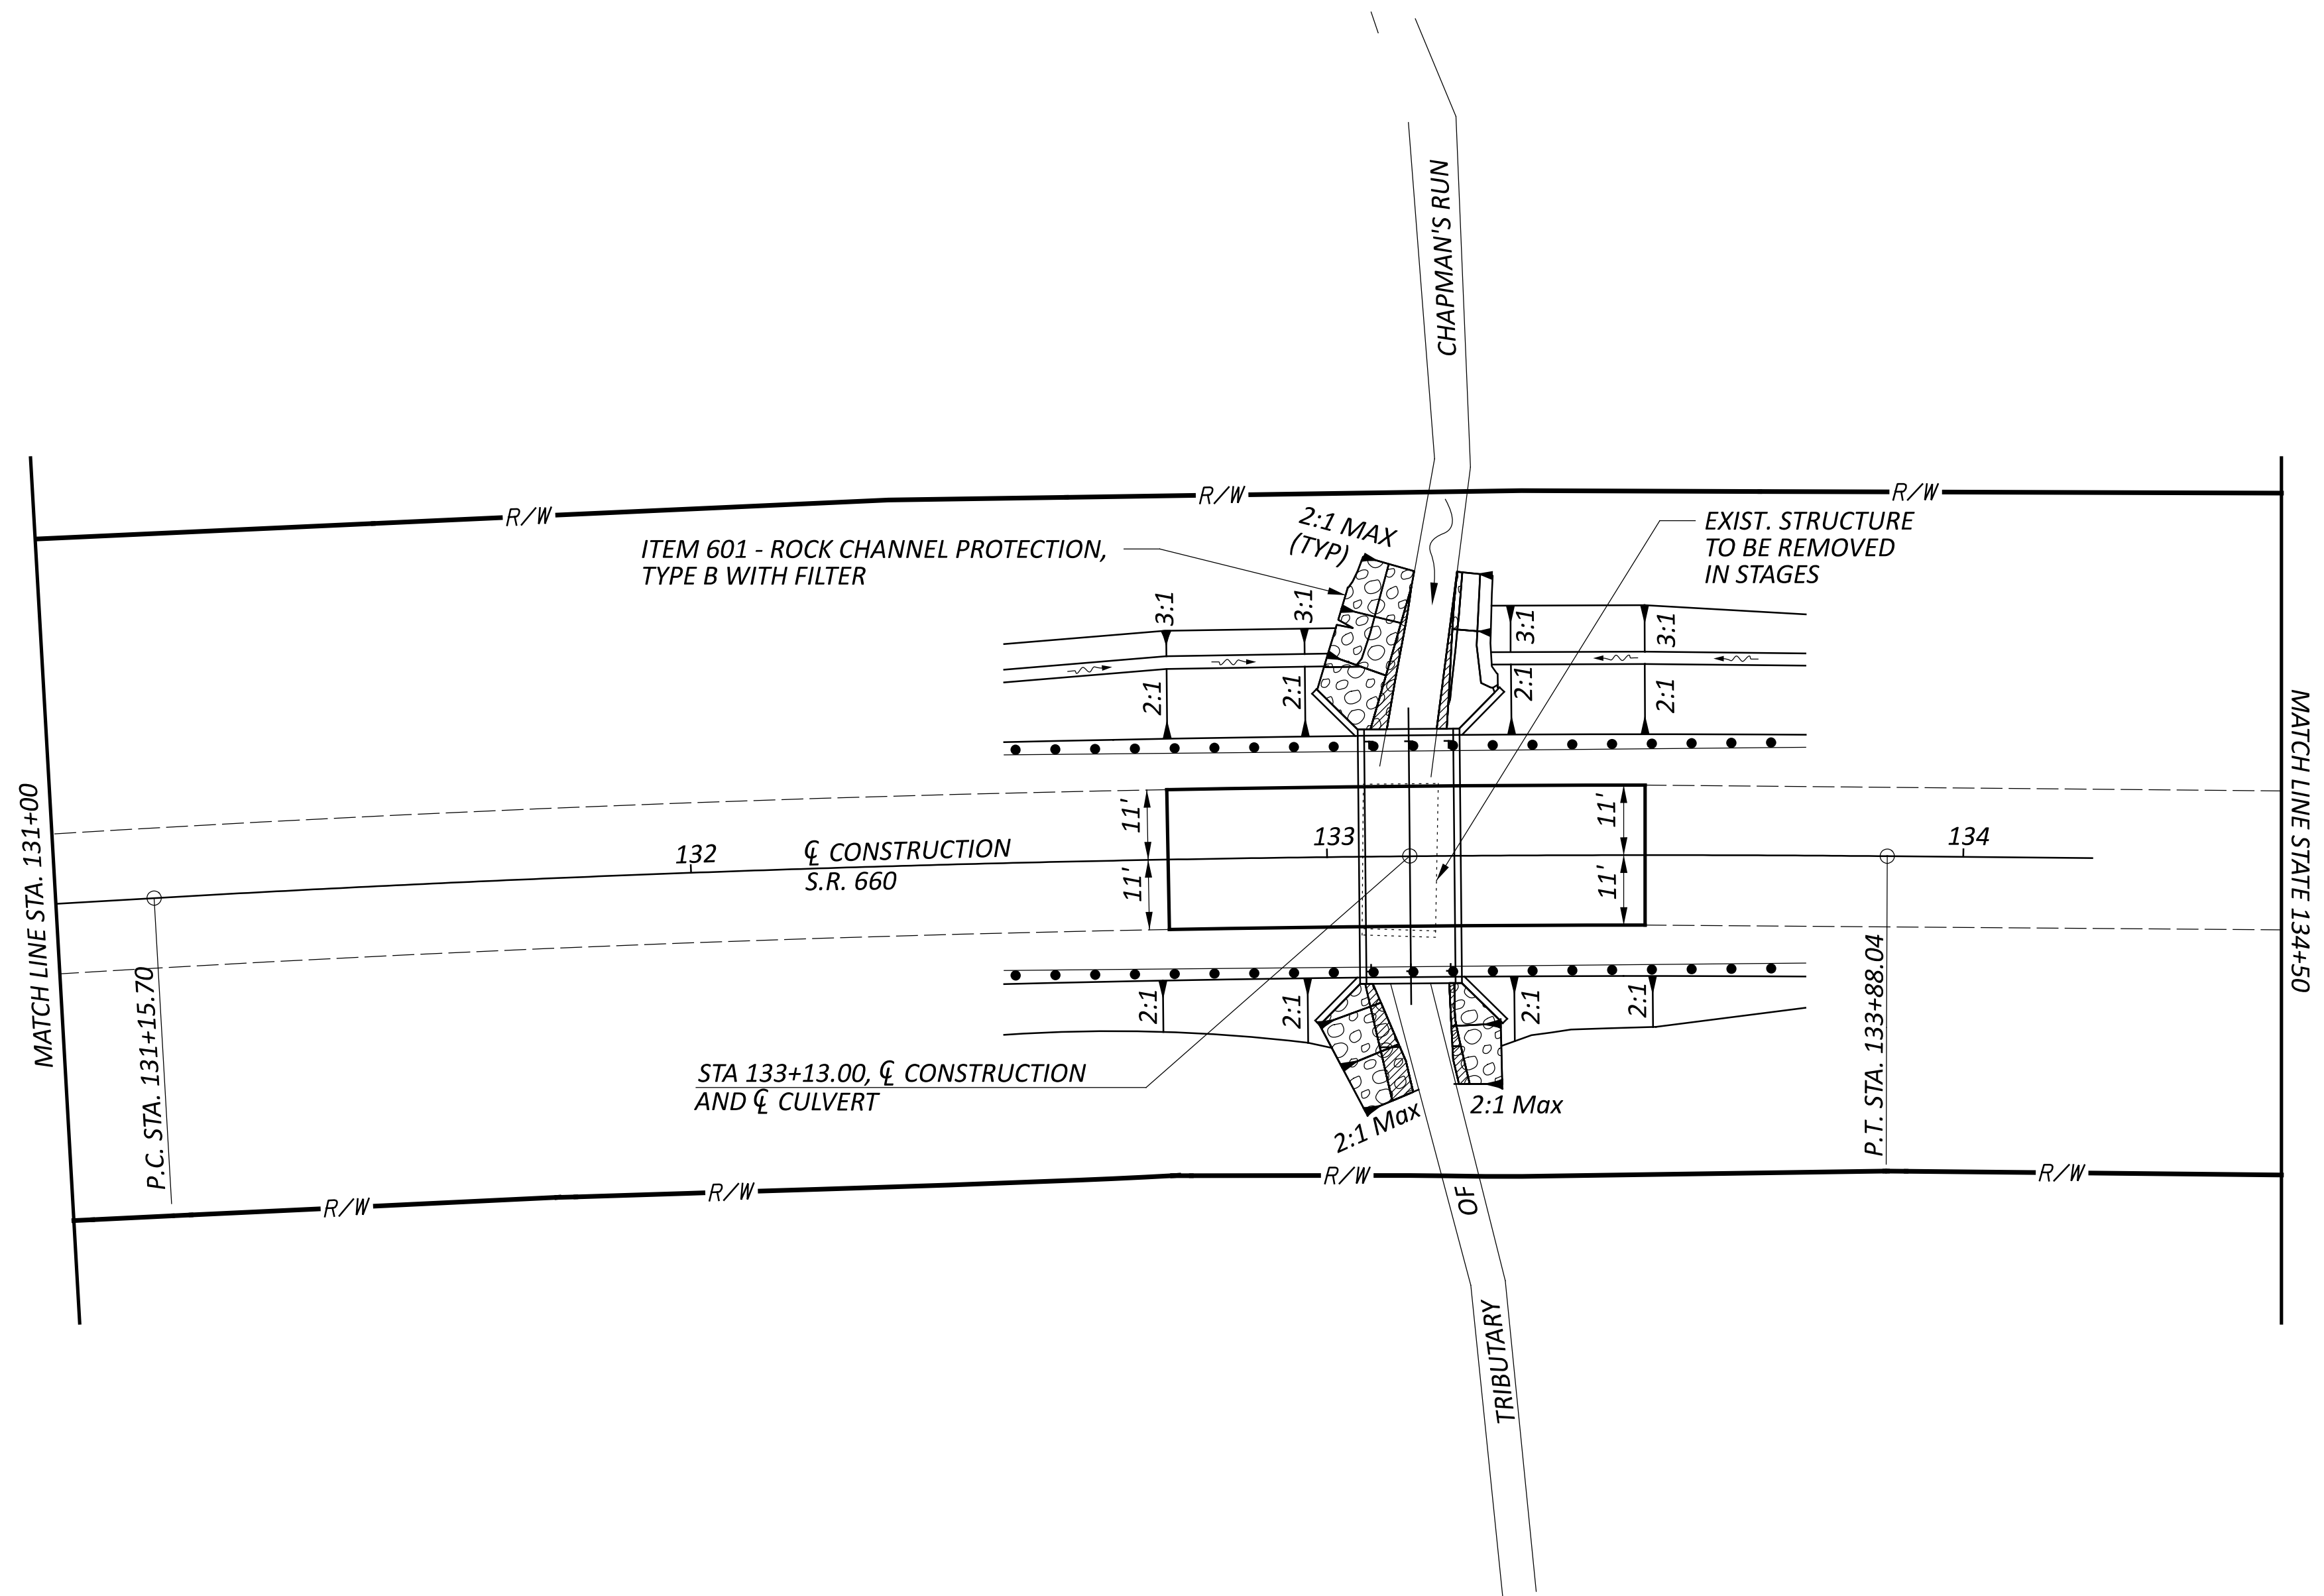 CHAPMAN'S RUN
R/W
R/W
R/W
2:1 MAX
(TYP)
ITEM 601 - ROCK CHANNEL PROTECTION,
TYPE B WITH FILTER
EXIST. STRUCTURE
TO BE REMOVED
IN STAGES
3:1
3:1
3:1
3:1
2:1
2:1
2:1
2:1
MATCH LINE STA. 131+00
MATCH LINE STATE 134+50
11'
11'
132
℄ CONSTRUCTION
S.R. 660
133
134
11'
11'
P.C. STA. 131+15.70
P.T. STA. 133+88.04
2:1
2:1
2:1
2:1
STA 133+13.00, ℄ CONSTRUCTION
AND ℄ CULVERT
2:1 Max
2:1 Max
R/W
R/W
R/W
R/W
OF
TRIBUTARY